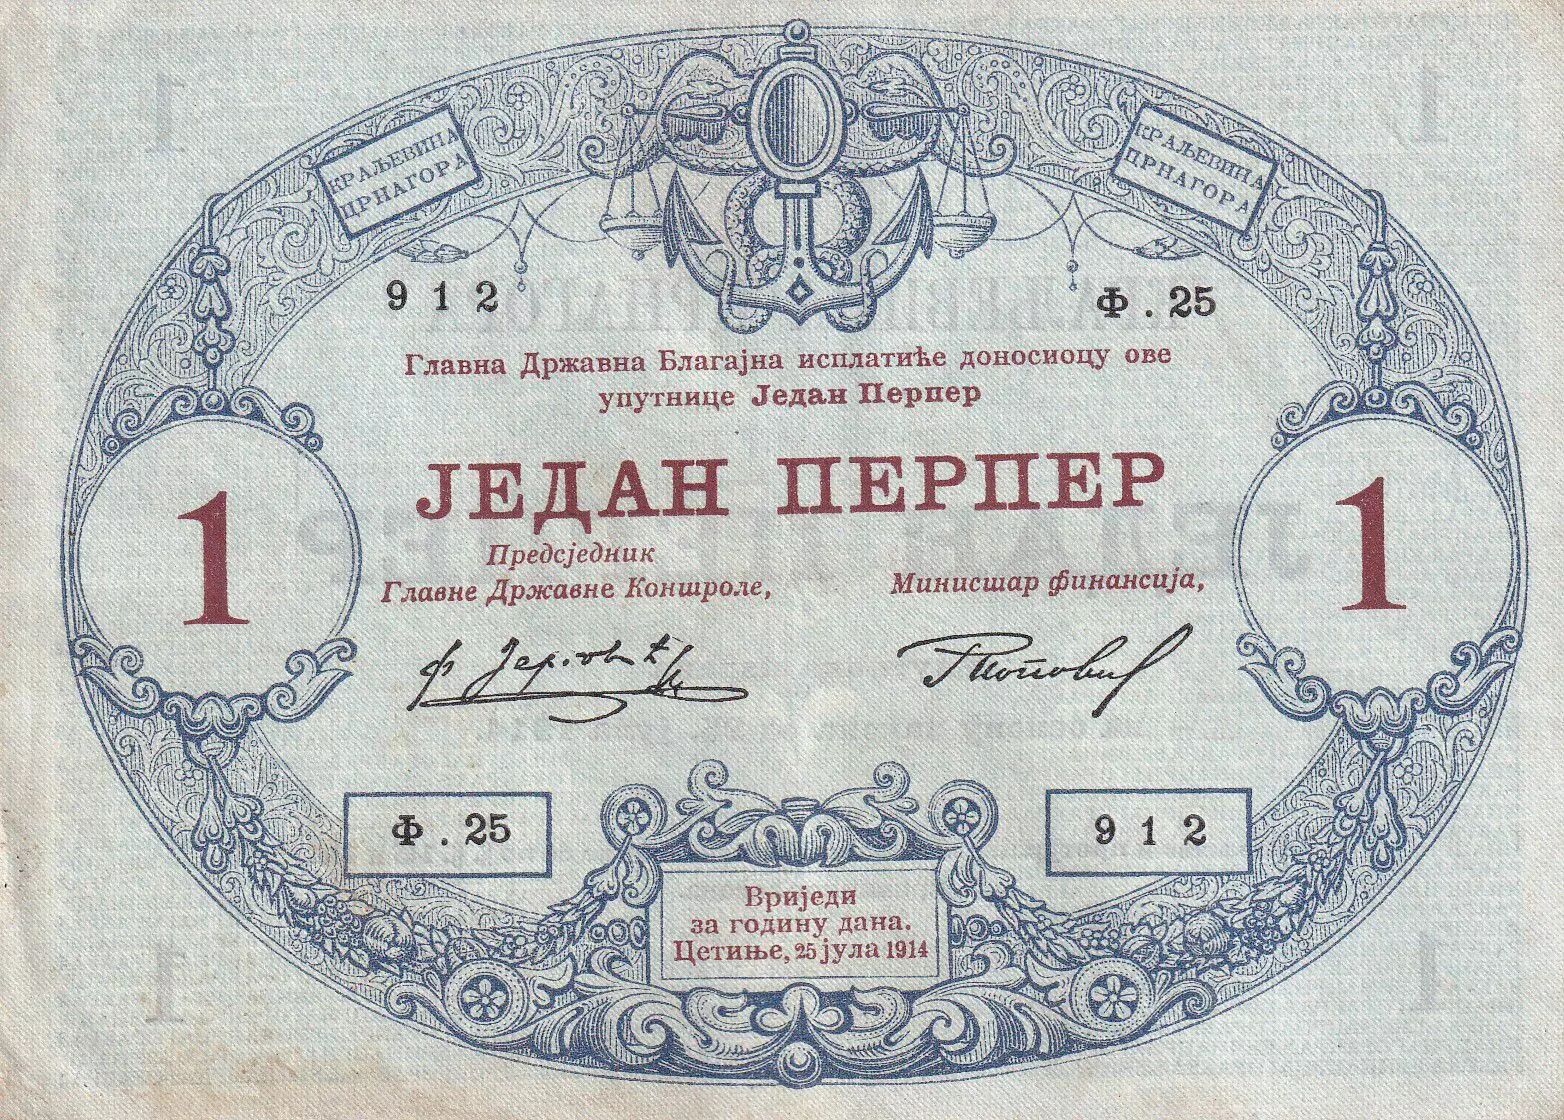 КРАЉЕВИНА
ЦРНАГОРА
КРАЉЕВИНА
ЦРНАГОРА
912
Ф. 25
Главна Државна Благајна исплатиће доносиоцу ове
упутнице Један Перпер
ЈЕДАН ПЕРПЕР
1
1
Предсједник
Главне Државне Контроле,
Министар финансија,
Ф. 25
912
Вриједи
за годину дана.
Цетиње, 25 јула 1914